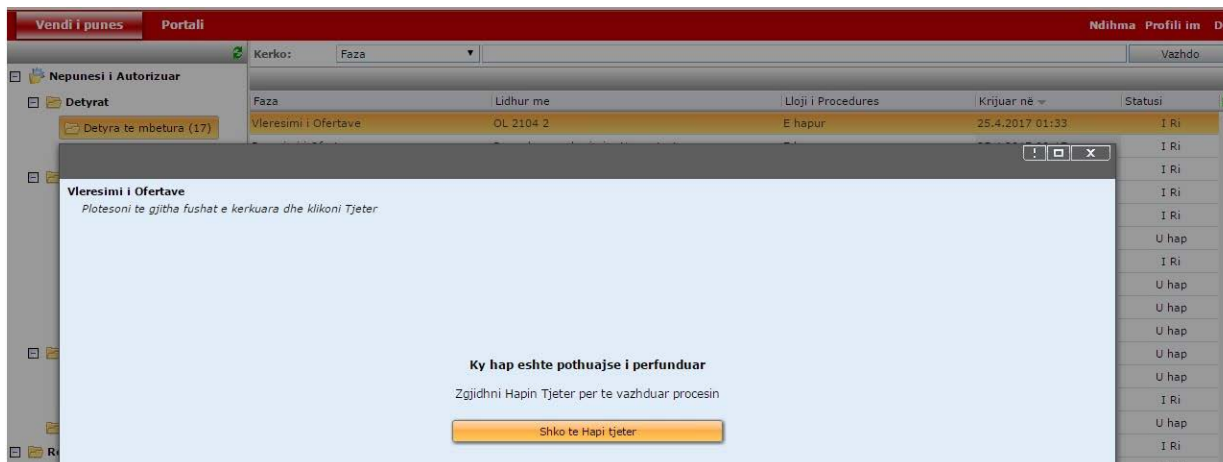 Vendi i punes Portali Ndihma Profili im
Kerko: Faza Vazhdo
Nepunesi i Autorizuar
Detyrat
Detyra te mbetura (17)
Faza Lidhur me Lloji i Procedures Krijuar në Statusi
Vleresimi i Ofertave OL 2104 2 E hapur 25.4.2017 01:33 I Ri
I Ri
I Ri
I Ri
I Ri
U hap
I Ri
U hap
U hap
U hap
U hap
U hap
I Ri
U hap
I Ri
Vleresimi i Ofertave
Plotesoni te gjitha fushat e kerkuara dhe klikoni Tjeter
Ky hap eshte pothuajse i perfunduar
Zgjidhni Hapin Tjeter per te vazhduar procesin
Shko te Hapi tjeter